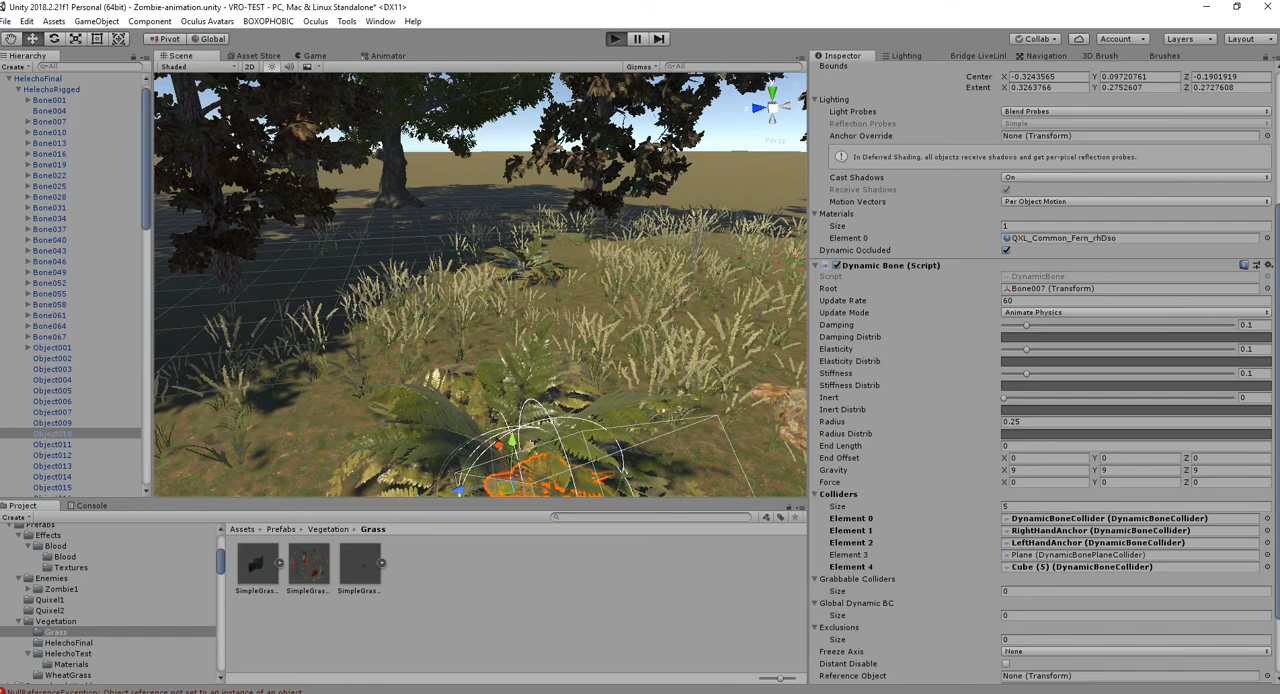 Unity 2018.2.21f1 Personal (64bit) - Zombie-animation.unity - VRO-TEST - PC, Mac & Linux Standalone* <DX11>
File Edit Assets GameObject Component Oculus Avatars BOXOPHOBIC Oculus Tools Window Help
Pivot Global Collab Account Layers Layout
Hierarchy
Create All
HelechoFinal
HelechoRigged
Bone001
Bone004
Bone007
Bone010
Bone013
Bone016
Bone019
Bone022
Bone025
Bone028
Bone031
Bone034
Bone037
Bone040
Bone043
Bone046
Bone049
Bone052
Bone055
Bone058
Bone061
Bone064
Bone067
Object001
Object002
Object003
Object004
Object005
Object006
Object007
Object009
Object010
Object011
Object012
Object013
Object014
Object015
Scene Asset Store Game Animator
Shaded 2D Gizmos All
Persp
Inspector Lighting Bridge LiveLinl Navigation 3D Brush Brushes
Bounds
Center X -0.3243565 Y 0.09720761 Z -0.1901919
Extent X 0.3263766 Y 0.2752607 Z 0.2727608
Lighting
Light Probes Blend Probes
Reflection Probes Simple
Anchor Override None (Transform)
In Deferred Shading, all objects receive shadows and get per-pixel reflection probes.
Cast Shadows On
Receive Shadows
Motion Vectors Per Object Motion
Materials
Size 1
Element 0 QXL_Common_Fern_rhDso
Dynamic Occluded
Dynamic Bone (Script)
Script DynamicBone
Root Bone007 (Transform)
Update Rate 60
Update Mode Animate Physics
Damping 0.1
Damping Distrib
Elasticity 0.1
Elasticity Distrib
Stiffness 0.1
Stiffness Distrib
Inert 0
Inert Distrib
Radius 0.25
Radius Distrib
End Length 0
End Offset X 0 Y 0 Z 0
Gravity X 9 Y 9 Z 9
Force X 0 Y 0 Z 0
Colliders
Size 5
Element 0 DynamicBoneCollider (DynamicBoneCollider)
Element 1 RightHandAnchor (DynamicBoneCollider)
Element 2 LeftHandAnchor (DynamicBoneCollider)
Element 3 Plane (DynamicBonePlaneCollider)
Element 4 Cube (5) (DynamicBoneCollider)
Grabbable Colliders
Size 0
Global Dynamic BC
Size 0
Exclusions
Size 0
Freeze Axis None
Distant Disable
Reference Object None (Transform)
Project Console
Create
Prefabs
Effects
Blood
Blood
Textures
Enemies
Zombie1
Quixel1
Quixel2
Vegetation
Grass
HelechoFinal
HelechoTest
Materials
WheatGrass
Assets Prefabs Vegetation Grass
SimpleGras... SimpleGras... SimpleGras...
NullReferenceException: Object reference not set to an instance of an object